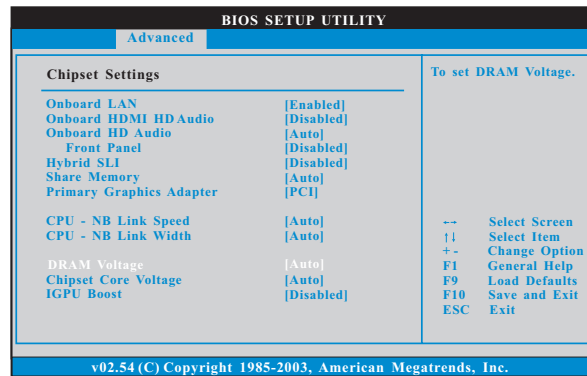 BIOS SETUP UTILITY
Advanced
Chipset Settings
Onboard LAN [Enabled]
Onboard HDMI HD Audio [Disabled]
Onboard HD Audio [Auto]
Front Panel [Disabled]
Hybrid SLI [Disabled]
Share Memory [Auto]
Primary Graphics Adapter [PCI]
CPU - NB Link Speed [Auto]
CPU - NB Link Width [Auto]
DRAM Voltage [Auto]
Chipset Core Voltage [Auto]
IGPU Boost [Disabled]
To set DRAM Voltage.
←→ Select Screen
↑↓ Select Item
+ - Change Option
F1 General Help
F9 Load Defaults
F10 Save and Exit
ESC Exit
v02.54 (C) Copyright 1985-2003, American Megatrends, Inc.